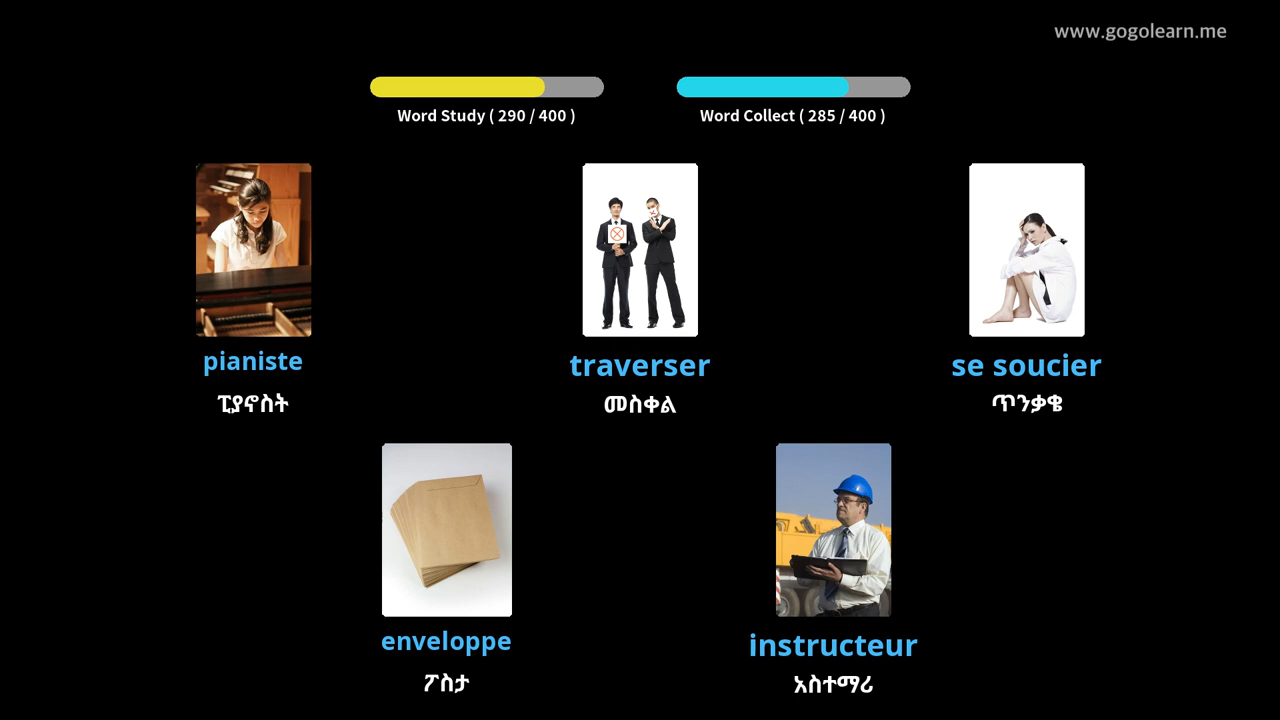 www.gogolearn.me
Word Study ( 290 / 400 )
Word Collect ( 285 / 400 )
pianiste
traverser
se soucier
ፒያኖስት
መስቀል
ጥንቃቄ
enveloppe
instructeur
ፖስታ
አስተማሪ